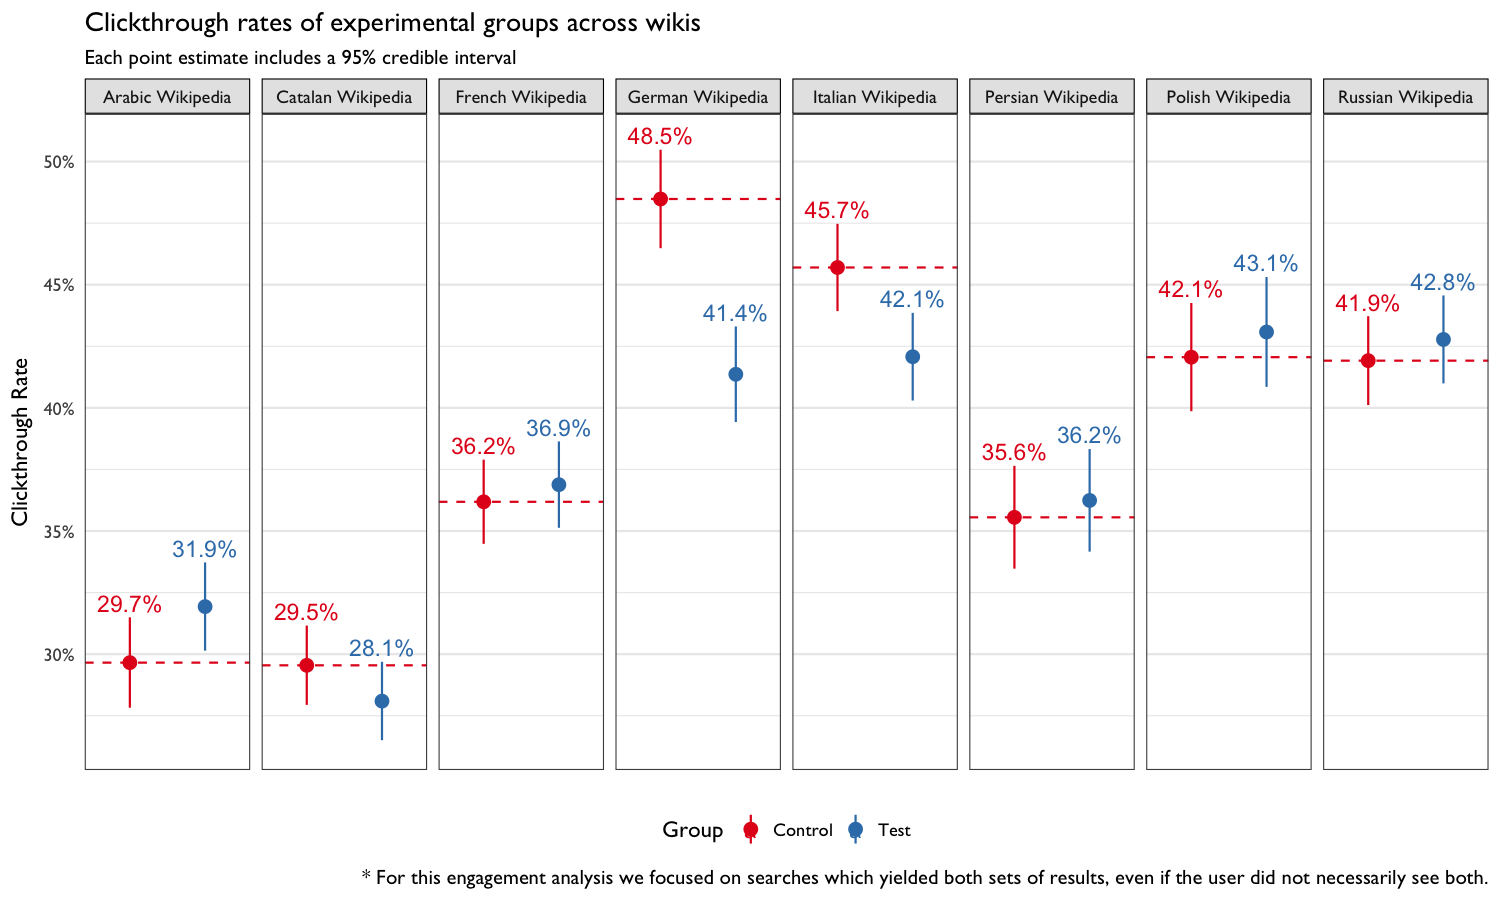 Clickthrough rates of experimental groups across wikis
Each point estimate includes a 95% credible interval
Arabic Wikipedia
Catalan Wikipedia
French Wikipedia
German Wikipedia
Italian Wikipedia
Persian Wikipedia
Polish Wikipedia
Russian Wikipedia
Clickthrough Rate
50%
45%
40%
35%
30%
29.7%
31.9%
29.5%
28.1%
36.2%
36.9%
48.5%
41.4%
45.7%
42.1%
35.6%
36.2%
42.1%
43.1%
41.9%
42.8%
Group Control Test
* For this engagement analysis we focused on searches which yielded both sets of results, even if the user did not necessarily see both.